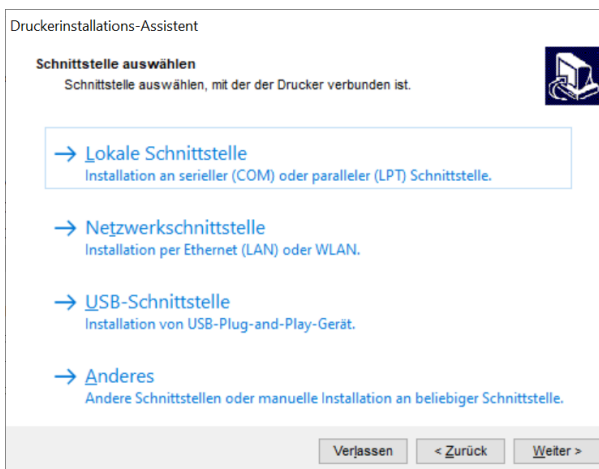 Druckerinstallations-Assistent
Schnittstelle auswählen
Schnittstelle auswählen, mit der der Drucker verbunden ist.
Lokale Schnittstelle
Installation an serieller (COM) oder paralleler (LPT) Schnittstelle.
Netzwerkschnittstelle
Installation per Ethernet (LAN) oder WLAN.
USB-Schnittstelle
Installation von USB-Plug-and-Play-Gerät.
Anderes
Andere Schnittstellen oder manuelle Installation an beliebiger Schnittstelle.
Verlassen < Zurück Weiter >